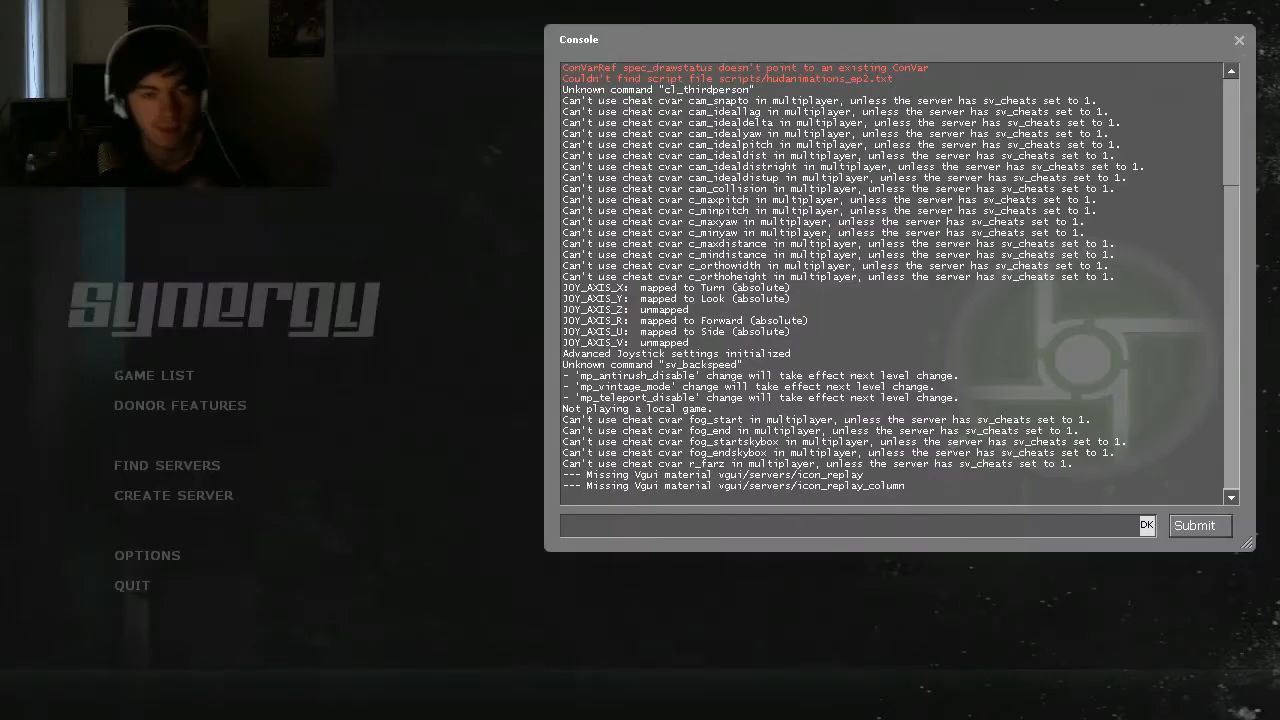 Console
ConVarRef spec_drawstatus doesn't point to an existing ConVar
Couldn't find script file scripts/hudanimations_ep2.txt
Unknown command "cl_thirdperson"
Can't use cheat cvar cam_snapto in multiplayer, unless the server has sv_cheats set to 1.
Can't use cheat cvar cam_ideallag in multiplayer, unless the server has sv_cheats set to 1.
Can't use cheat cvar cam_idealdelta in multiplayer, unless the server has sv_cheats set to 1.
Can't use cheat cvar cam_idealyaw in multiplayer, unless the server has sv_cheats set to 1.
Can't use cheat cvar cam_idealpitch in multiplayer, unless the server has sv_cheats set to 1.
Can't use cheat cvar cam_idealdist in multiplayer, unless the server has sv_cheats set to 1.
Can't use cheat cvar cam_idealdistright in multiplayer, unless the server has sv_cheats set to 1.
Can't use cheat cvar cam_idealdistup in multiplayer, unless the server has sv_cheats set to 1.
Can't use cheat cvar cam_collision in multiplayer, unless the server has sv_cheats set to 1.
Can't use cheat cvar c_maxpitch in multiplayer, unless the server has sv_cheats set to 1.
Can't use cheat cvar c_minpitch in multiplayer, unless the server has sv_cheats set to 1.
Can't use cheat cvar c_maxyaw in multiplayer, unless the server has sv_cheats set to 1.
Can't use cheat cvar c_minyaw in multiplayer, unless the server has sv_cheats set to 1.
Can't use cheat cvar c_maxdistance in multiplayer, unless the server has sv_cheats set to 1.
Can't use cheat cvar c_mindistance in multiplayer, unless the server has sv_cheats set to 1.
Can't use cheat cvar c_orthowidth in multiplayer, unless the server has sv_cheats set to 1.
Can't use cheat cvar c_orthoheight in multiplayer, unless the server has sv_cheats set to 1.
JOY_AXIS_X: mapped to Turn (absolute)
JOY_AXIS_Y: mapped to Look (absolute)
JOY_AXIS_Z: unmapped
JOY_AXIS_R: mapped to Forward (absolute)
JOY_AXIS_U: mapped to Side (absolute)
JOY_AXIS_V: unmapped
Advanced Joystick settings initialized
Unknown command "sv_backspeed"
- 'mp_antirush_disable' change will take effect next level change.
- 'mp_vintage_mode' change will take effect next level change.
- 'mp_teleport_disable' change will take effect next level change.
Not playing a local game.
Can't use cheat cvar fog_start in multiplayer, unless the server has sv_cheats set to 1.
Can't use cheat cvar fog_end in multiplayer, unless the server has sv_cheats set to 1.
Can't use cheat cvar fog_startskybox in multiplayer, unless the server has sv_cheats set to 1.
Can't use cheat cvar fog_endskybox in multiplayer, unless the server has sv_cheats set to 1.
Can't use cheat cvar r_farz in multiplayer, unless the server has sv_cheats set to 1.
--- Missing Vgui material vgui/servers/icon_replay
--- Missing Vgui material vgui/servers/icon_replay_column
DK
Submit
synergy
GAME LIST
DONOR FEATURES
FIND SERVERS
CREATE SERVER
OPTIONS
QUIT